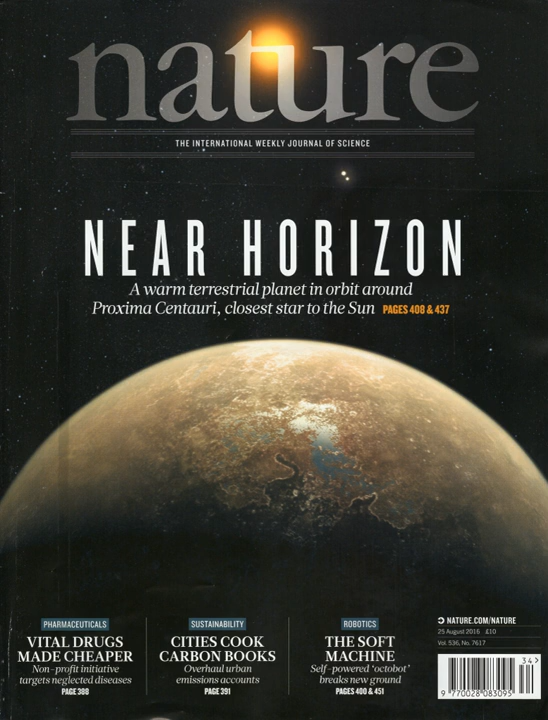 nature
THE INTERNATIONAL WEEKLY JOURNAL OF SCIENCE
NEAR HORIZON
A warm terrestrial planet in orbit around
Proxima Centauri, closest star to the Sun PAGES 408 & 437
PHARMACEUTICALS
VITAL DRUGS
MADE CHEAPER
Non-profit initiative
targets neglected diseases
PAGE 388
SUSTAINABILITY
CITIES COOK
CARBON BOOKS
Overhaul urban
emissions accounts
PAGE 391
ROBOTICS
THE SOFT
MACHINE
Self-powered ‘octobot’
breaks new ground
PAGES 400 & 451
NATURE.COM/NATURE
25 August 2016 £10
Vol. 536, No. 7617
34>
9 770028 083095